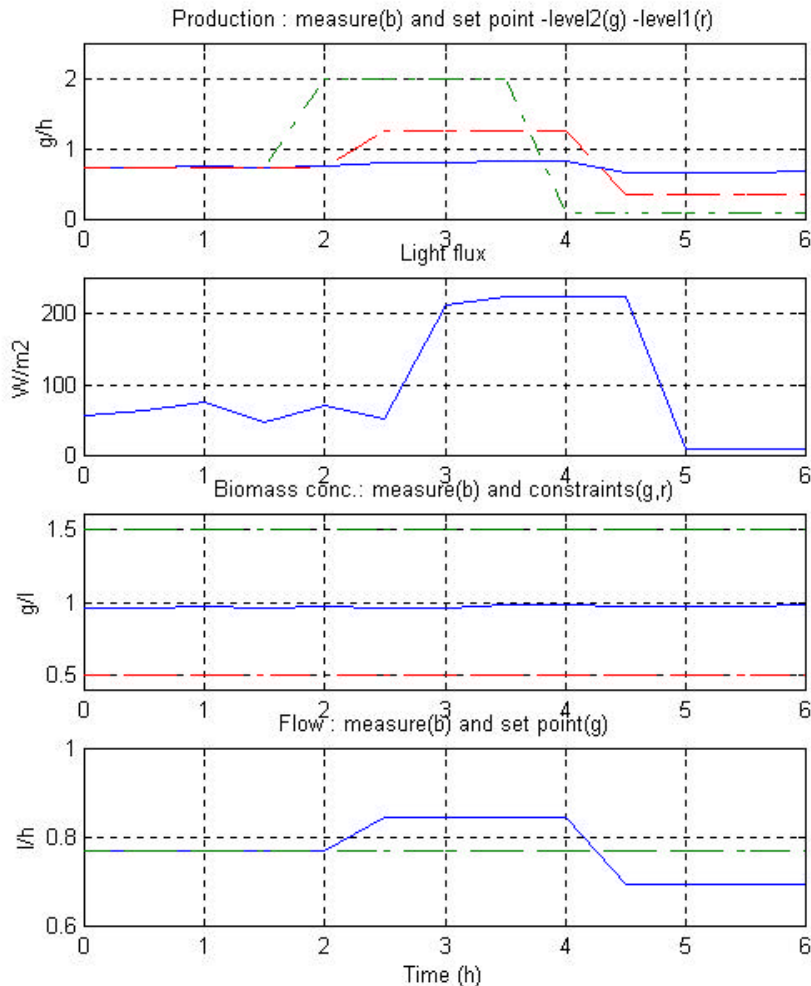 Production : measure(b) and set point -level2(g) -level1(r)
2
1
0
g/h
0 1 2 3 4 5 6
Light flux
200
100
0
W/m2
0 1 2 3 4 5 6
Biomass conc.: measure(b) and constraints(g,r)
1.5
1
0.5
g/l
0 1 2 3 4 5 6
Flow : measure(b) and set point(g)
1
0.8
0.6
l/h
0 1 2 3 4 5 6
Time (h)